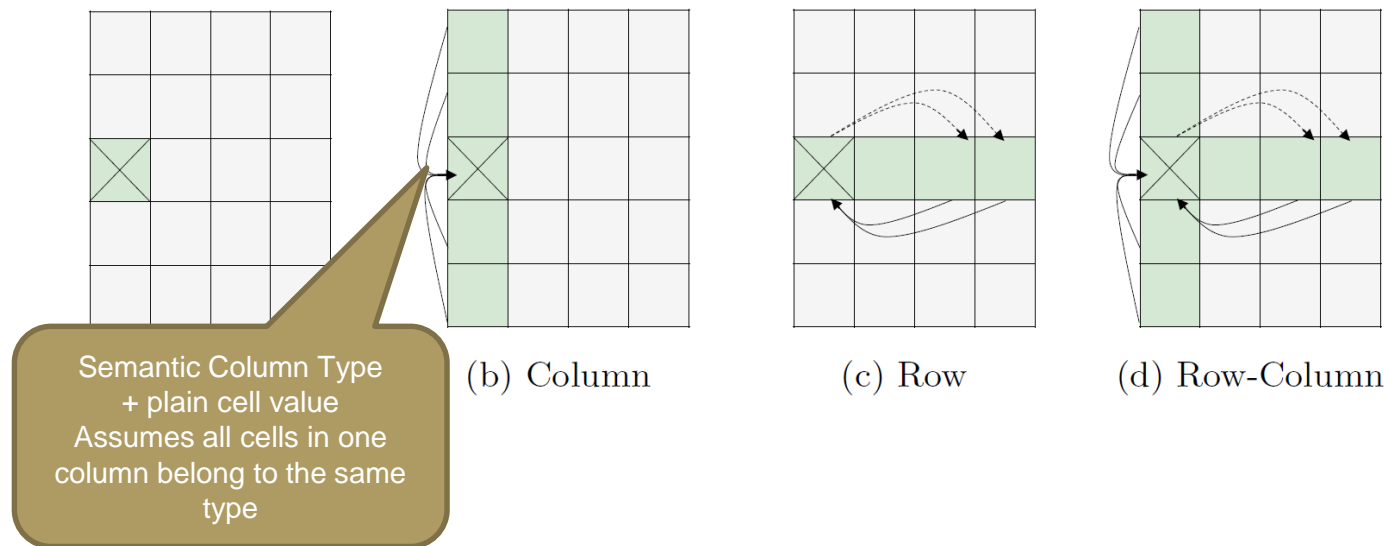 Semantic Column Type
+ plain cell value
Assumes all cells in one
column belong to the same
type
(b) Column
(c) Row
(d) Row-Column